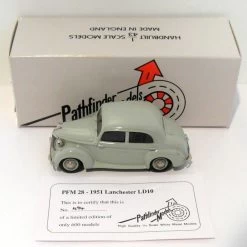 HANDBUILT
1/43 SCALE MODELS
MADE IN ENGLAND
Pathfinder Models
PFM 28 - 1951 Lanchester LD10
This is to certify that this is
No.
of a limited edition of
only 600 models
Pathfinder Models
High Quality 1/43 Scale White Metal Models